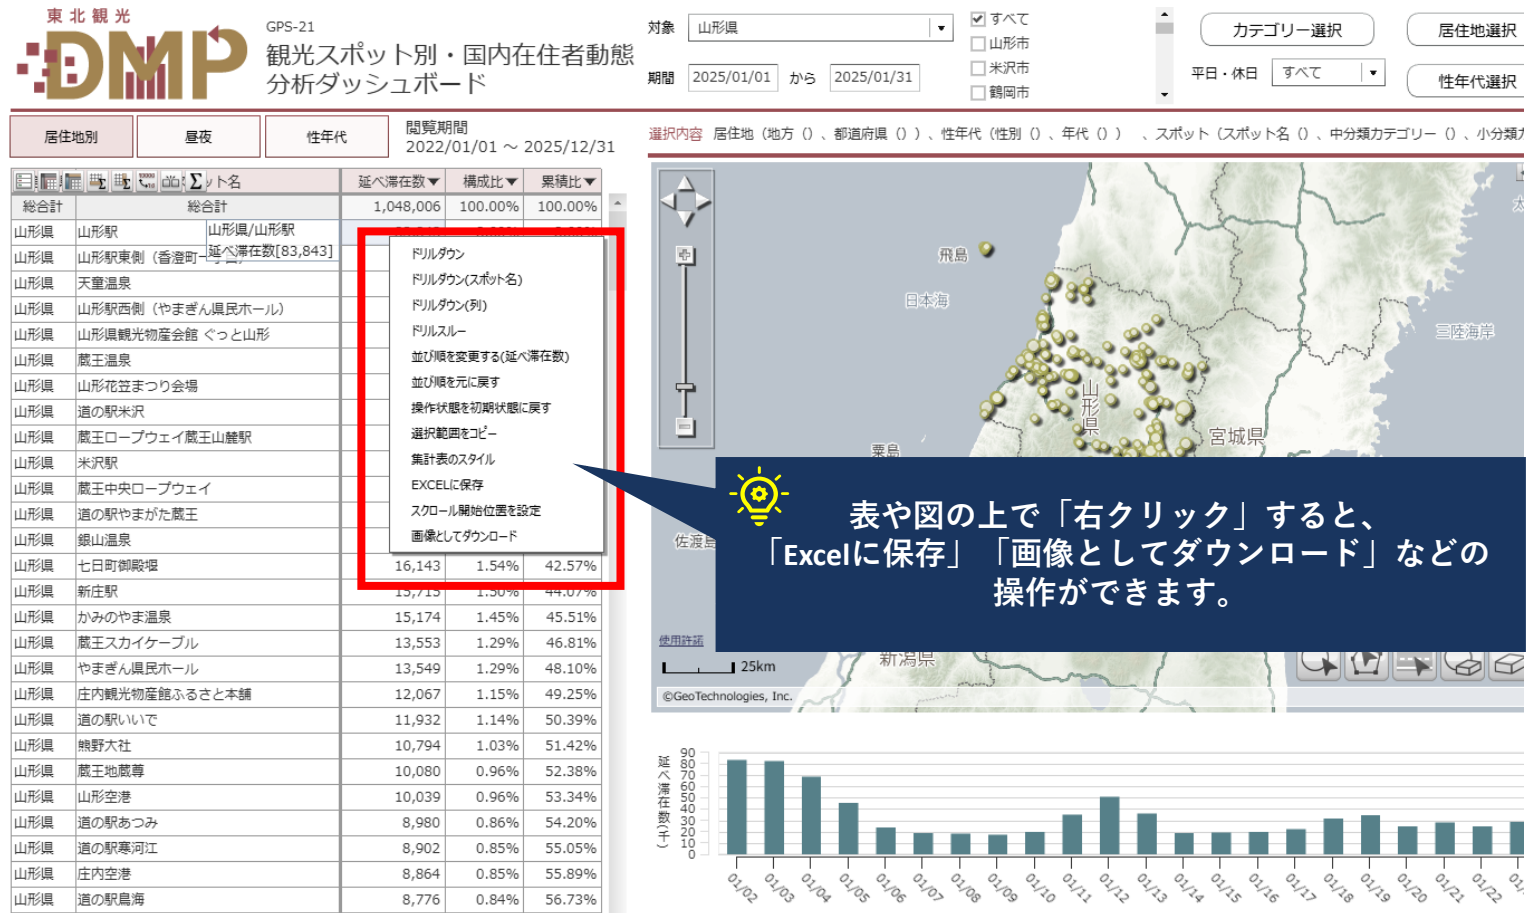 東北観光
DMP
GPS-21
観光スポット別・国内在住者動態
分析ダッシュボード
対象
山形県
期間
2025/01/01
から
2025/01/31
すべて
山形市
米沢市
鶴岡市
カテゴリー選択
居住地選択
平日・休日
すべて
性年代選択
居住地別
昼夜
性年代
閲覧期間
2022/01/01 ～ 2025/12/31
選択内容 居住地（地方（）、都道府県（））、性年代（性別（）、年代（））　、スポット（スポット名（）、中分類カテゴリー（）、小分類カ
ット名 延べ滞在数▼ 構成比▼ 累積比▼
総合計 総合計 1,048,006 100.00% 100.00%
山形県 山形駅
山形県/山形駅
延べ滞在数[83,843]
山形県 山形駅東側（香澄町一
山形県 天童温泉
山形県 山形駅西側（やまぎん県民ホール）
山形県 山形県観光物産会館 ぐっと山形
山形県 蔵王温泉
山形県 山形花笠まつり会場
山形県 道の駅米沢
山形県 蔵王ロープウェイ蔵王山麓駅
山形県 米沢駅
山形県 蔵王中央ロープウェイ
山形県 道の駅やまがた蔵王
山形県 銀山温泉
山形県 七日町御殿堰 16,143 1.54% 42.57%
山形県 新庄駅 15,715 1.50% 44.07%
山形県 かみのやま温泉 15,174 1.45% 45.51%
山形県 蔵王スカイケーブル 13,553 1.29% 46.81%
山形県 やまぎん県民ホール 13,549 1.29% 48.10%
山形県 庄内観光物産館ふるさと本舗 12,067 1.15% 49.25%
山形県 道の駅いいで 11,932 1.14% 50.39%
山形県 熊野大社 10,794 1.03% 51.42%
山形県 蔵王地蔵尊 10,080 0.96% 52.38%
山形県 山形空港 10,039 0.96% 53.34%
山形県 道の駅あつみ 8,980 0.86% 54.20%
山形県 道の駅寒河江 8,902 0.85% 55.05%
山形県 庄内空港 8,864 0.85% 55.89%
山形県 道の駅鳥海 8,776 0.84% 56.73%
ドリルダウン
ドリルダウン(スポット名)
ドリルダウン(列)
ドリルスルー
並び順を変更する(延べ滞在数)
並び順を元に戻す
操作状態を初期状態に戻す
選択範囲をコピー
集計表のスタイル
EXCELに保存
スクロール開始位置を設定
画像としてダウンロード
飛島
日本海
三陸海岸
山形県
宮城県
粟島
佐渡島
新潟県
表や図の上で「右クリック」すると、
「Excelに保存」「画像としてダウンロード」などの
操作ができます。
使用許諾
25km
©GeoTechnologies, Inc.
延べ滞在数(千)
90
80
70
60
50
40
30
20
10
0
01/02 01/03 01/04 01/05 01/06 01/07 01/08 01/09 01/10 01/11 01/12 01/13 01/14 01/15 01/16 01/17 01/18 01/19 01/20 01/21 01/22